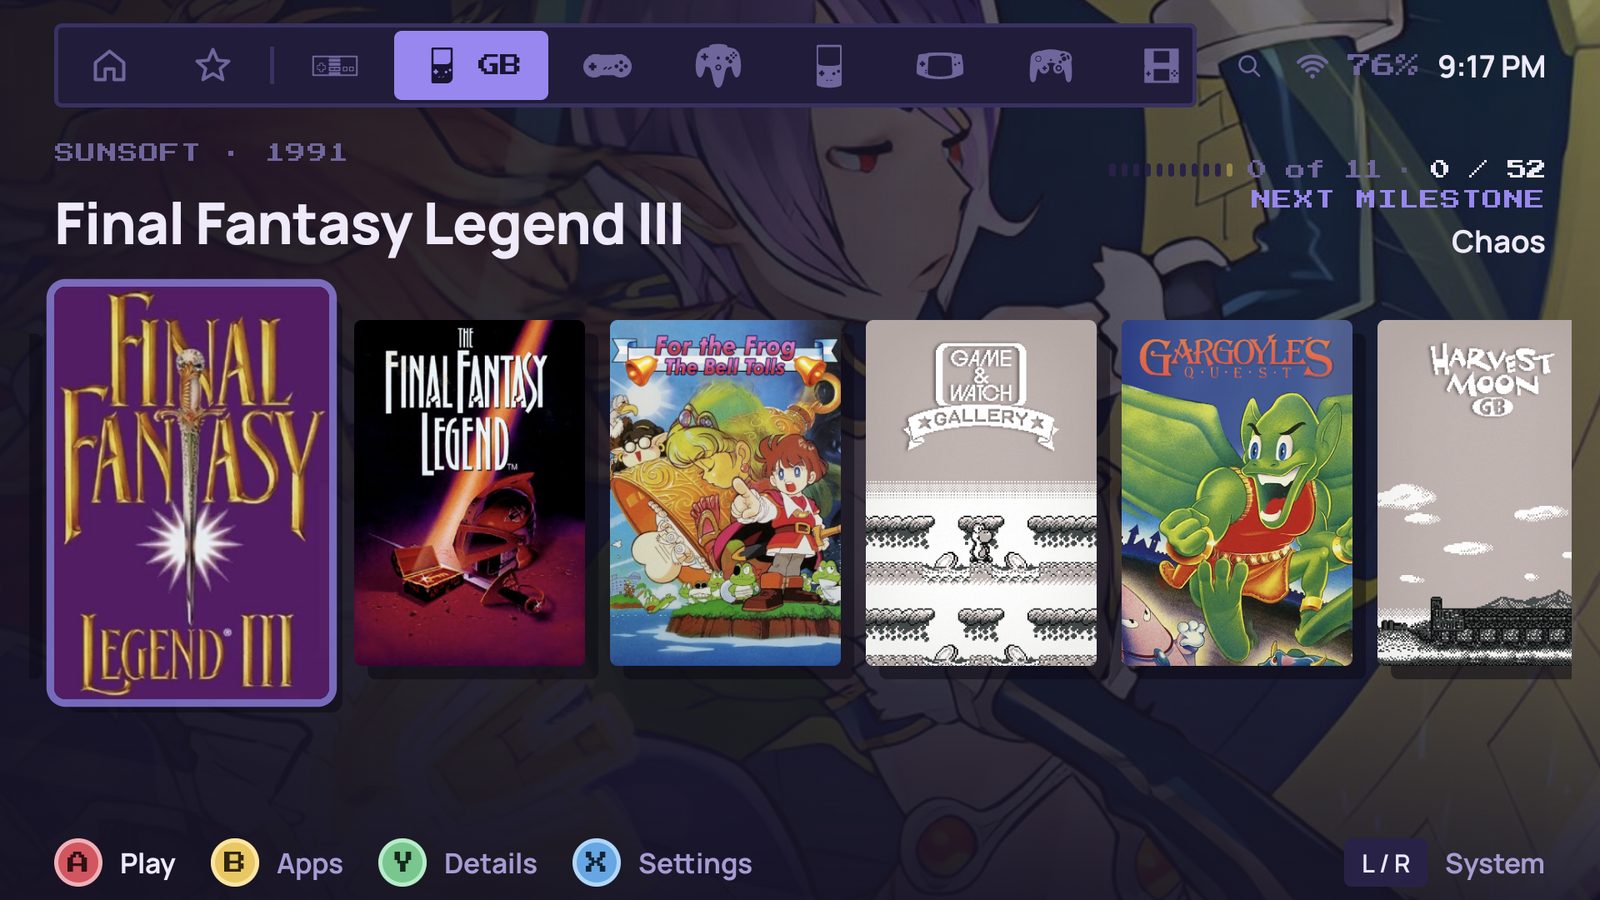 GB
76%
9:17 PM
SUNSOFT · 1991
0 of 11 · 0 / 52
NEXT MILESTONE
Final Fantasy Legend III
Chaos
FINAL
FANTASY
LEGEND® III
THE
FINAL FANTASY
LEGEND™
For the Frog
The Bell Tolls
GAME
&
WATCH
GALLERY
GARGOYLE'S
QUEST
HARVEST
MOON
GB
A Play
B Apps
Y Details
X Settings
L / R System